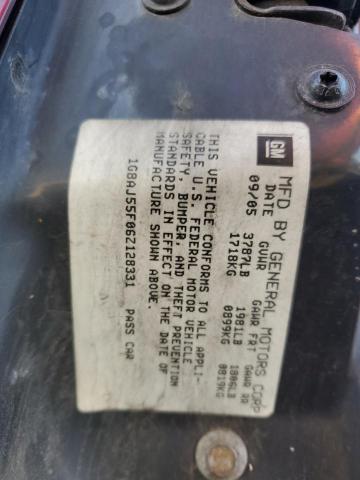 GM
MFD BY GENERAL MOTORS CORP
DATE GVWR GAWR FRT GAWR RR
09/05 3787LB 1981LB 1806LB
1718KG 0899KG 0819KG
THIS VEHICLE CONFORMS TO ALL APPLI-
CABLE U.S. FEDERAL MOTOR VEHICLE
SAFETY, BUMPER, AND THEFT PREVENTION
STANDARDS IN EFFECT ON THE DATE OF
MANUFACTURE SHOWN ABOVE.
1G8AJ55F06Z128331 PASS CAR